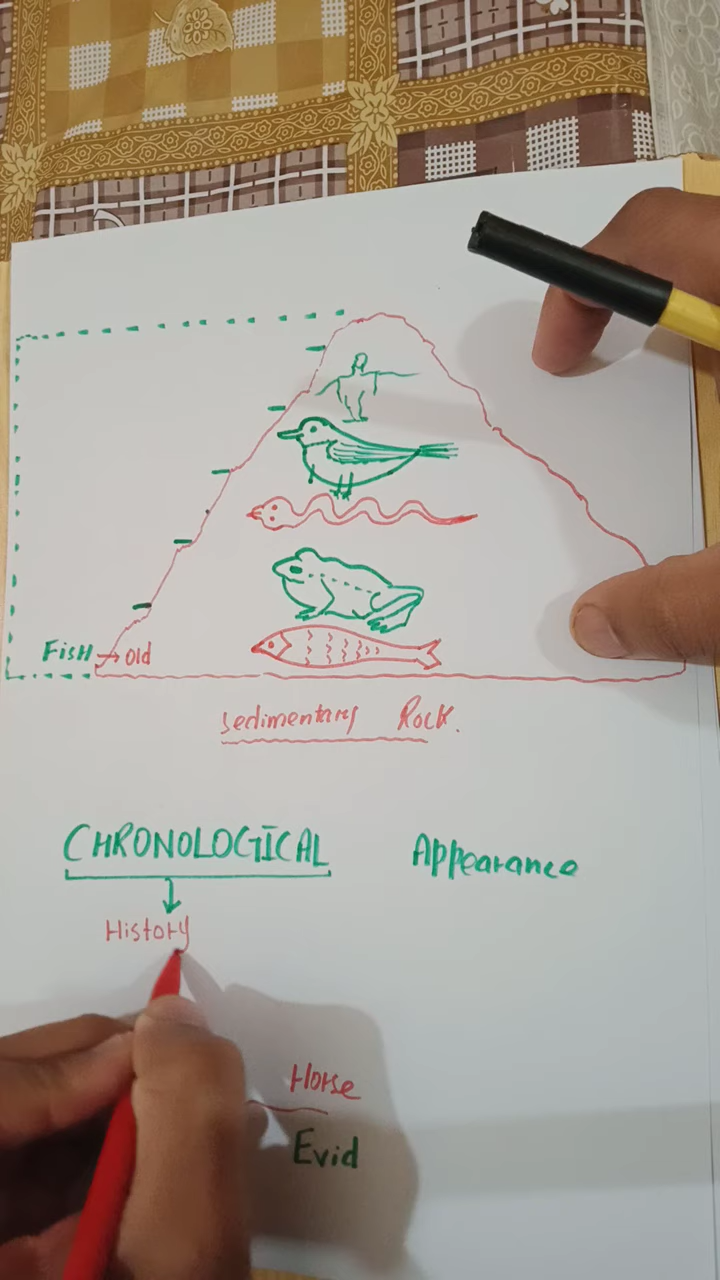 Fish → Old
Sedimentary Rock.
CHRONOLOGICAL Appearance
History
Horse
Evid